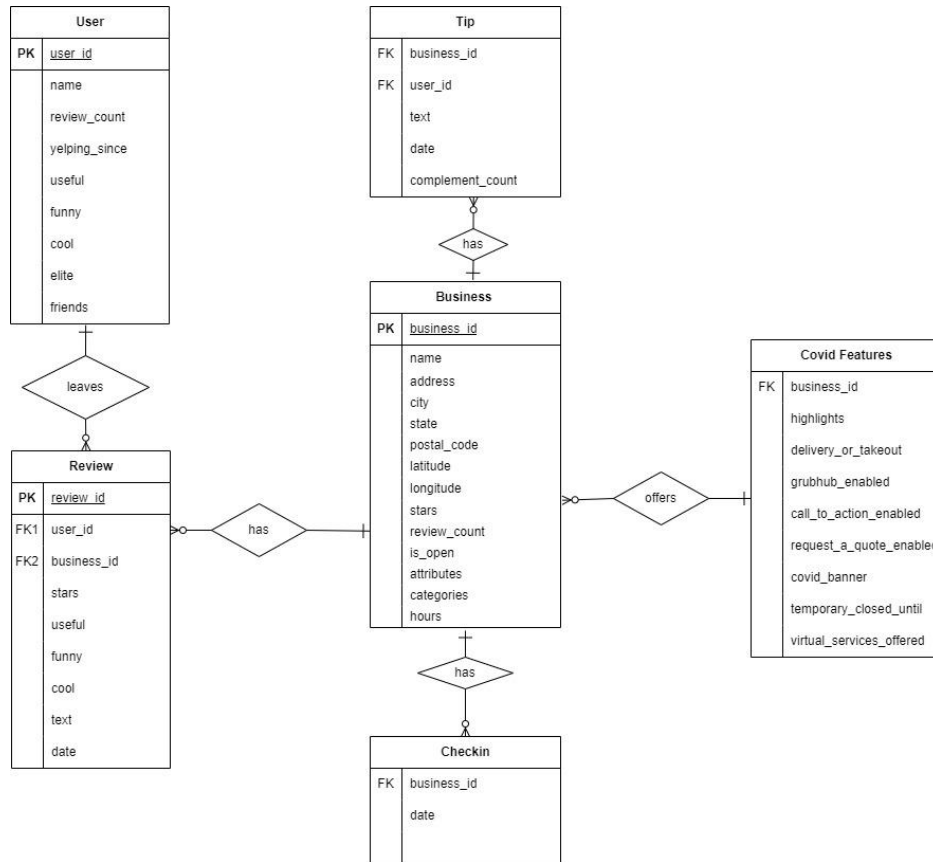 User
PK user_id
name
review_count
yelping_since
useful
funny
cool
elite
friends
leaves
Review
PK review_id
FK1 user_id
FK2 business_id
stars
useful
funny
cool
text
date
has
Tip
FK business_id
FK user_id
text
date
complement_count
has
Business
PK business_id
name
address
city
state
postal_code
latitude
longitude
stars
review_count
is_open
attributes
categories
hours
has
Checkin
FK business_id
date
offers
Covid Features
FK business_id
highlights
delivery_or_takeout
grubhub_enabled
call_to_action_enabled
request_a_quote_enabled
covid_banner
temporary_closed_until
virtual_services_offered